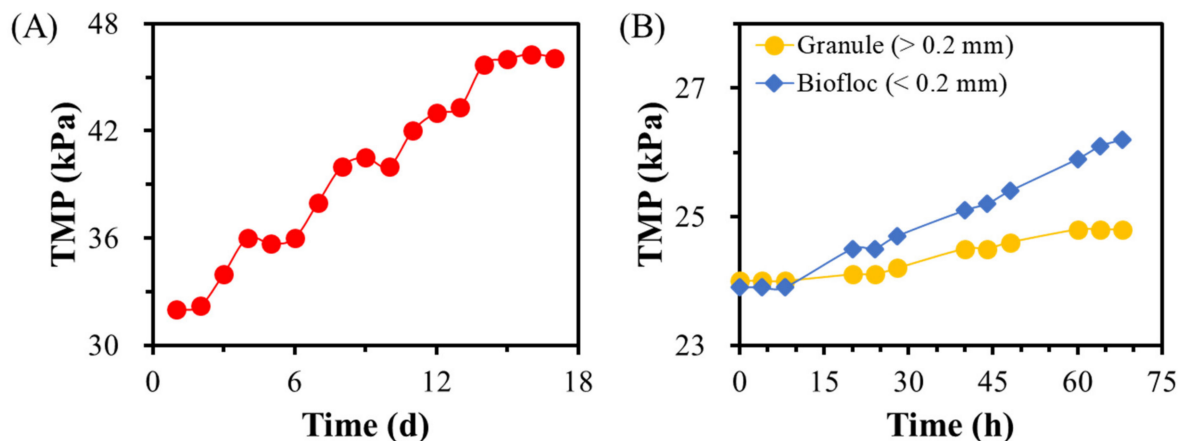 (A)
48
42
36
30
TMP (kPa)
0 6 12 18
Time (d)
(B)
Granule (> 0.2 mm)
Biofloc (< 0.2 mm)
27
25
23
TMP (kPa)
0 15 30 45 60 75
Time (h)